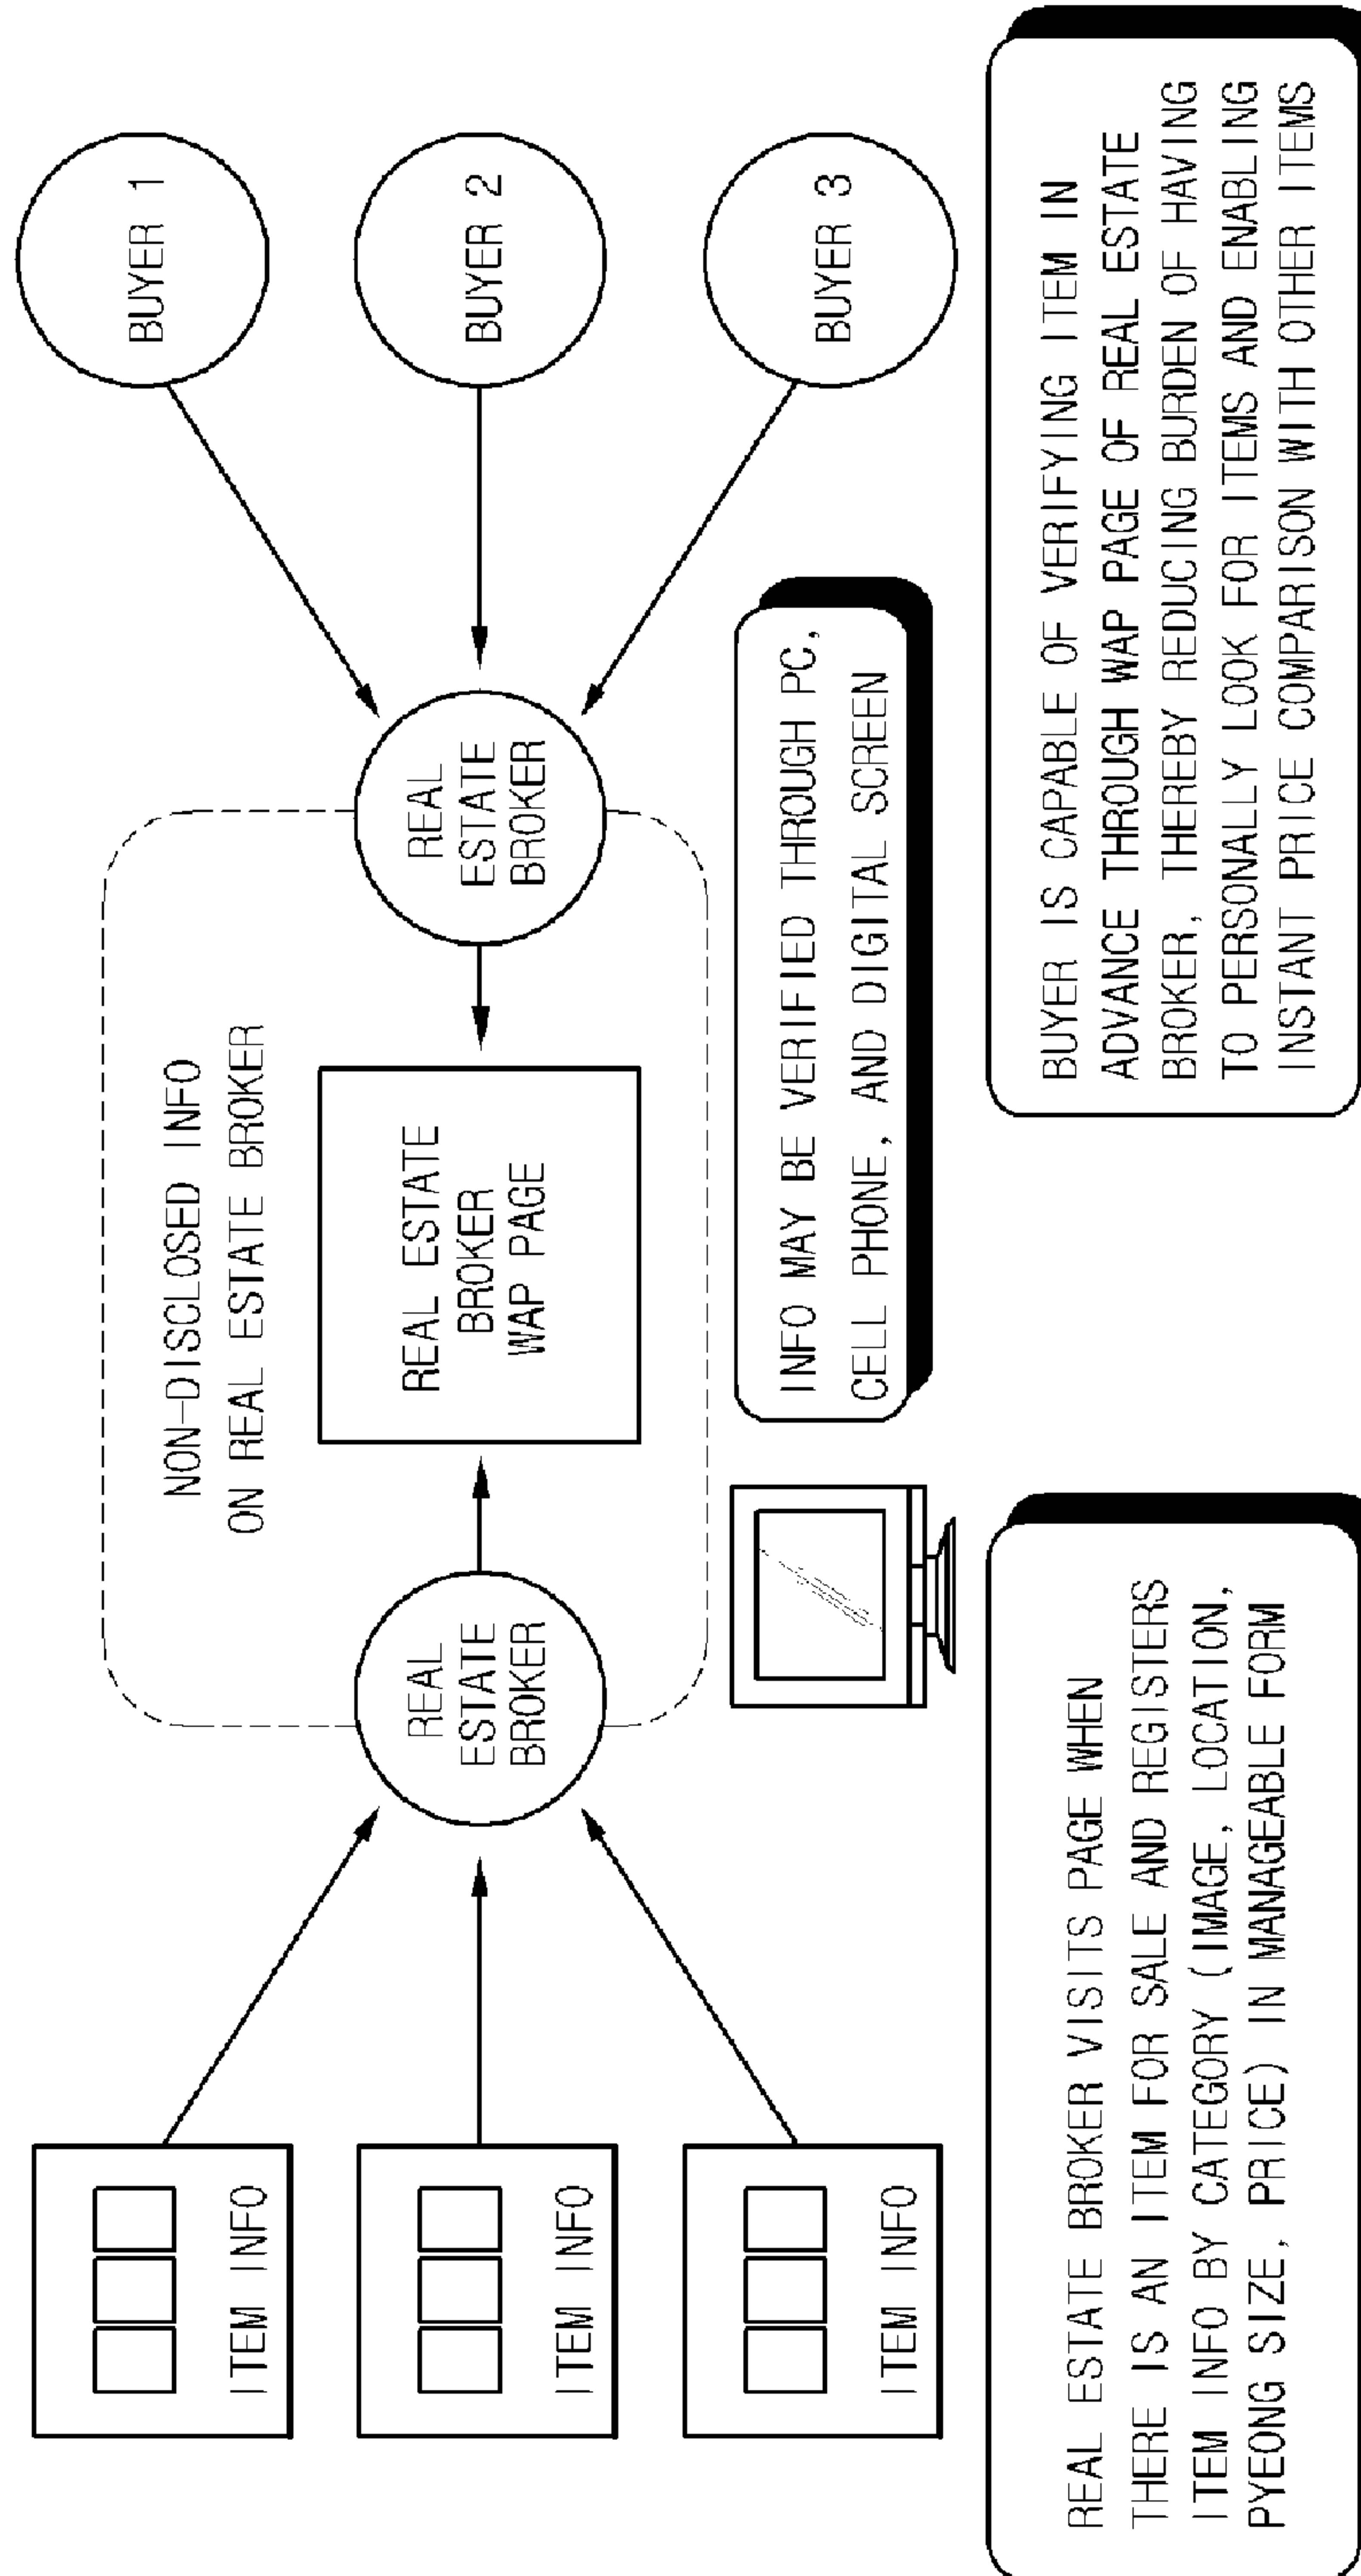 ITEM INFO
ITEM INFO
ITEM INFO
REAL
ESTATE
BROKER
NON-DISCLOSED INFO
ON REAL ESTATE BROKER
REAL ESTATE
BROKER
WAP PAGE
REAL
ESTATE
BROKER
BUYER 1
BUYER 2
BUYER 3
INFO MAY BE VERIFIED THROUGH PC,
CELL PHONE, AND DIGITAL SCREEN
REAL ESTATE BROKER VISITS PAGE WHEN
THERE IS AN ITEM FOR SALE AND REGISTERS
ITEM INFO BY CATEGORY (IMAGE, LOCATION,
PYEONG SIZE, PRICE) IN MANAGEABLE FORM
BUYER IS CAPABLE OF VERIFYING ITEM IN
ADVANCE THROUGH WAP PAGE OF REAL ESTATE
BROKER, THEREBY REDUCING BURDEN OF HAVING
TO PERSONALLY LOOK FOR ITEMS AND ENABLING
INSTANT PRICE COMPARISON WITH OTHER ITEMS